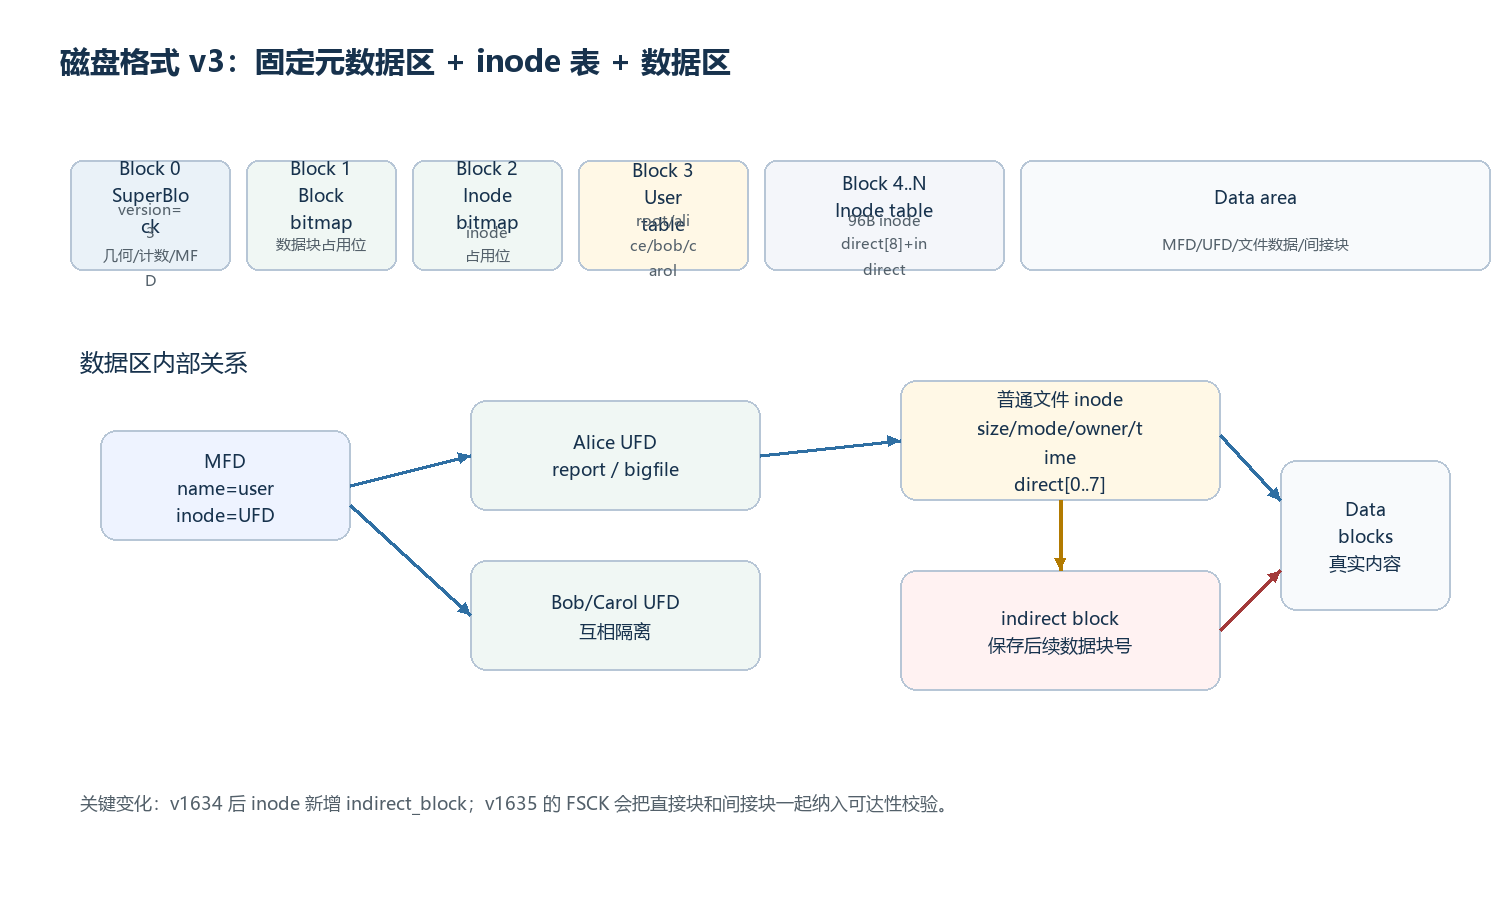 磁盘格式 v3：固定元数据区 + inode 表 + 数据区
Block 0
SuperBlo
ck
version=
3
几何/计数/MF
D
Block 1
Block
bitmap
数据块占用位
Block 2
Inode
bitmap
inode
占用位
Block 3
User
table
root/ali
ce/bob/c
arol
Block 4..N
Inode table
96B inode
direct[8]+in
direct
Data area
MFD/UFD/文件数据/间接块
数据区内部关系
MFD
name=user
inode=UFD
Alice UFD
report / bigfile
Bob/Carol UFD
互相隔离
普通文件 inode
size/mode/owner/t
ime
direct[0..7]
indirect block
保存后续数据块号
Data
blocks
真实内容
关键变化：v1634 后 inode 新增 indirect_block；v1635 的 FSCK 会把直接块和间接块一起纳入可达性校验。